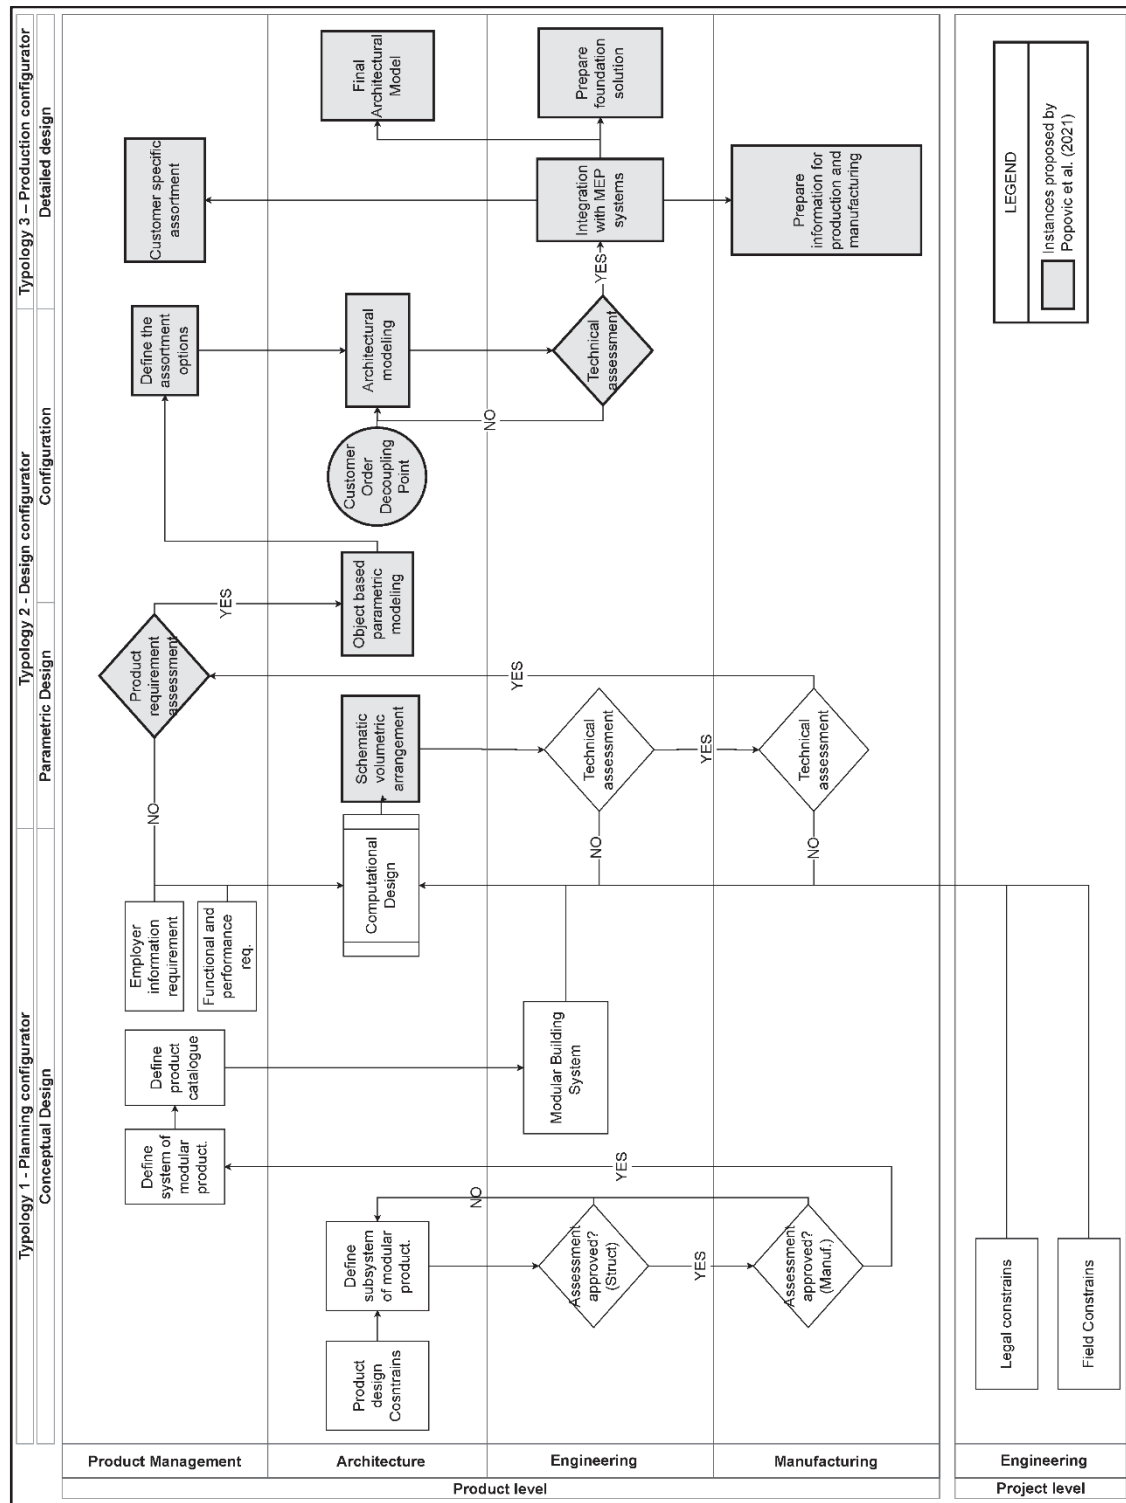 Typology 1 - Planning configurator
Typology 2 - Design configurator
Typology 3 – Production configurator
Conceptual Design
Parametric Design
Configuration
Detailed design
Product level
Product Management
Architecture
Engineering
Manufacturing
Project level
Engineering
Define
system of
modular
product.
Define
product
catalogue
Employer
information
requirement
Functional and
performance
req.
NO
Product
requirement
assessment
YES
Define the
assortment
options
Customer specific
assortment
Product
design
Cosntrains
Define
subsystem
of modular
product.
NO
Computational
Design
Schematic
volumetric
arrangement
Object based
parametric
modeling
Customer
Order
Decoupling
Point
Architectural
modeling
Final
Architectural
Model
Assessment
approved?
(Struct)
YES
YES
Modular Building
System
NO
Technical
assessment
YES
YES
NO
Technical
assessment
YES
Integration
with MEP
systems
Prepare
foundation
solution
Assessment
approved?
(Manuf.)
NO
Technical
assessment
Prepare
information for
production and
manufacturing
Legal constrains
Field Constrains
LEGEND
Instances proposed by
Popovic et al. (2021)